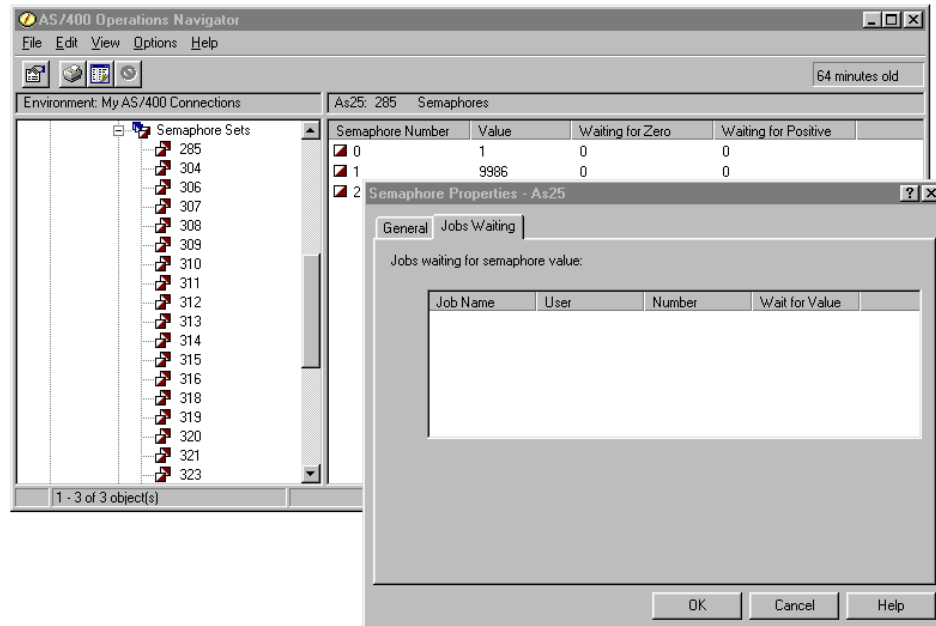 AS/400 Operations Navigator
File Edit View Options Help
64 minutes old
Environment: My AS/400 Connections
As25: 285 Semaphores
Semaphore Sets
285
304
306
307
308
309
310
311
312
313
314
315
316
318
319
320
321
323
Semaphore Number Value Waiting for Zero Waiting for Positive
0 1 0 0
1 9986 0 0
2
1 - 3 of 3 object(s)
Semaphore Properties - As25
General Jobs Waiting
Jobs waiting for semaphore value:
Job Name User Number Wait for Value
OK Cancel Help